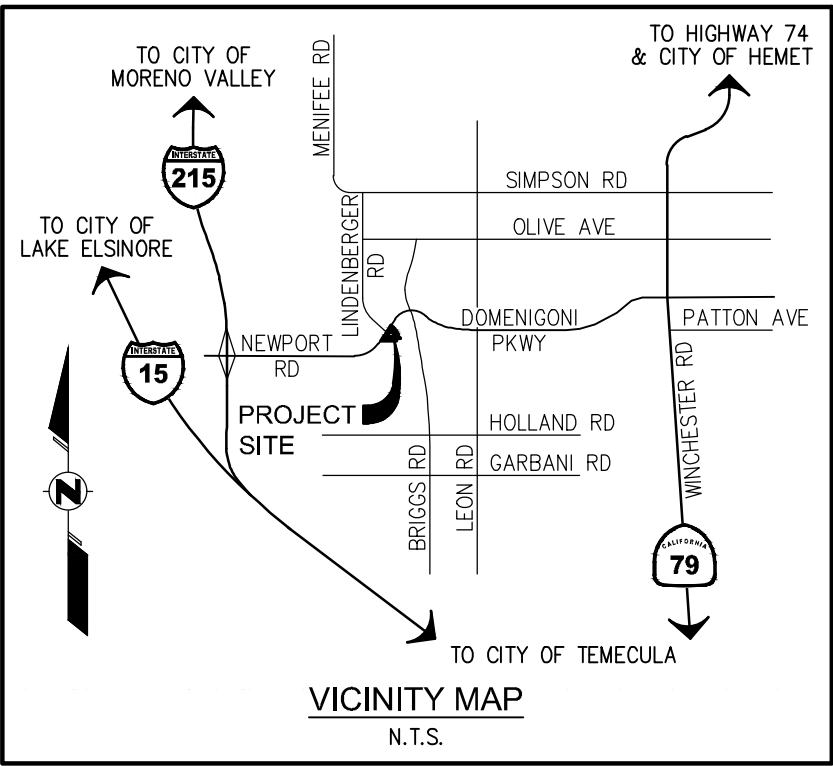 TO CITY OF
MORENO VALLEY
MENIFEE RD
TO HIGHWAY 74
& CITY OF HEMET
INTERSTATE
215
SIMPSON RD
TO CITY OF
LAKE ELSINORE
LINDENBERGER
RD
OLIVE AVE
DOMENIGONI
PKWY
PATTON AVE
NEWPORT
RD
INTERSTATE
15
WINCHESTER RD
PROJECT
SITE
HOLLAND RD
GARBANI RD
BRIGGS RD
LEON RD
N
CALIFORNIA
79
TO CITY OF TEMECULA
VICINITY MAP
N.T.S.